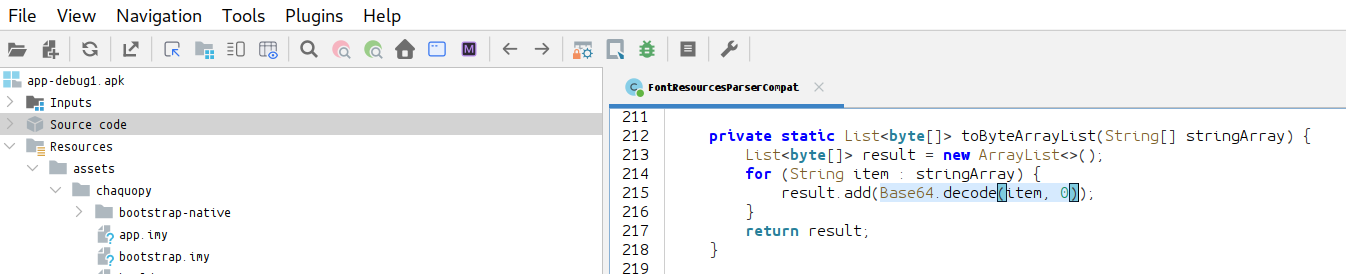 File View Navigation Tools Plugins Help
app-debug1.apk
Inputs
Source code
Resources
assets
chaquopy
bootstrap-native
app.imy
bootstrap.imy
FontResourcesParserCompat
211
212 private static List<byte[]> toByteArrayList(String[] stringArray) {
213 List<byte[]> result = new ArrayList<>();
214 for (String item : stringArray) {
215 result.add(Base64.decode(item, 0));
216 }
217 return result;
218 }
219